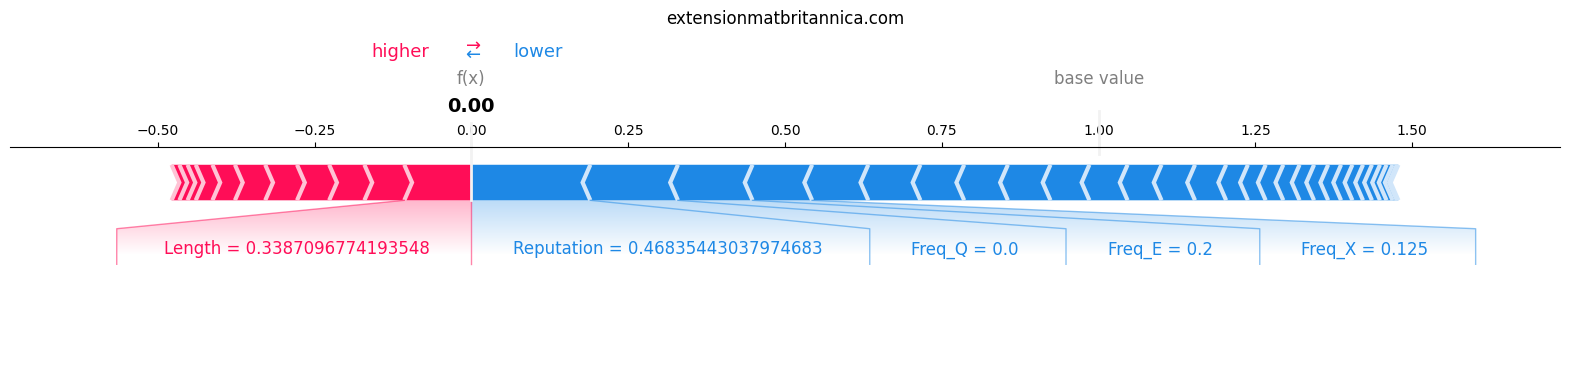 extensionmatbritannica.com
higher ⇄ lower
f(x) base value
0.00
−0.50 −0.25 0.00 0.25 0.50 0.75 1.00 1.25 1.50
Length = 0.3387096774193548 Reputation = 0.46835443037974683 Freq_Q = 0.0 Freq_E = 0.2 Freq_X = 0.125